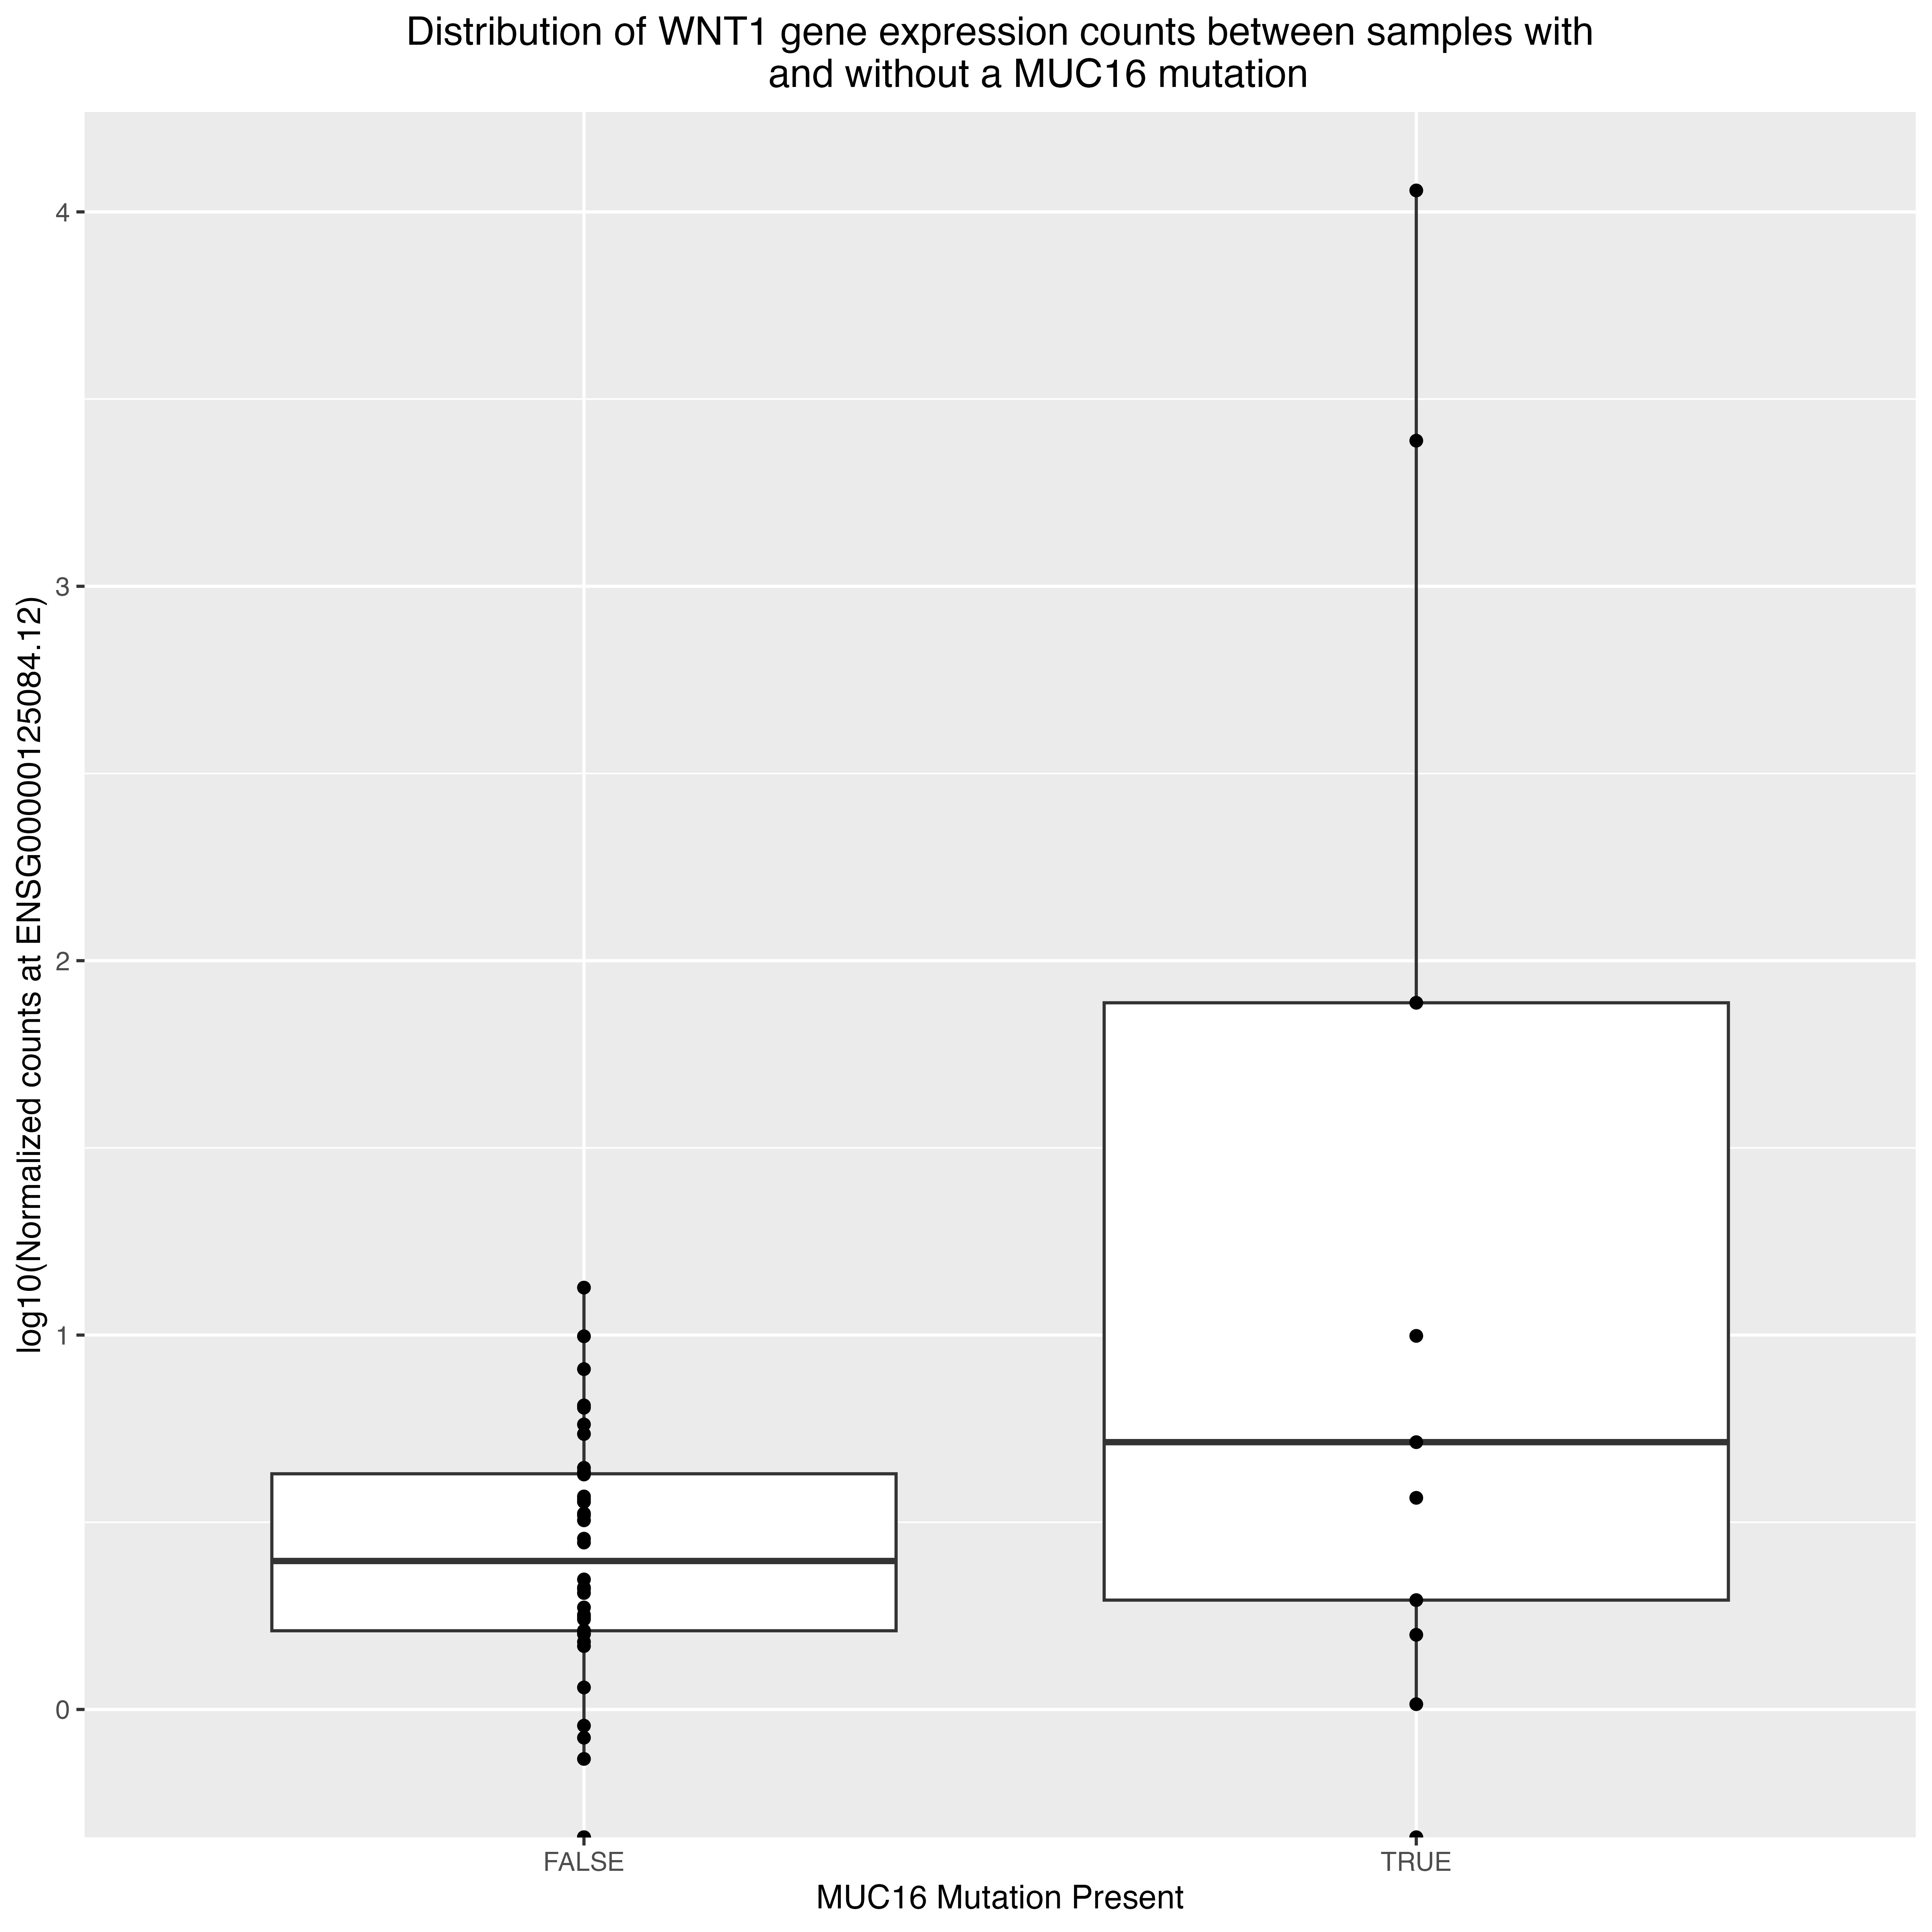 Distribution of WNT1 gene expression counts between samples with
and without a MUC16 mutation
log10(Normalized counts at ENSG00000125084.12)
4
3
2
1
0
FALSE
TRUE
MUC16 Mutation Present